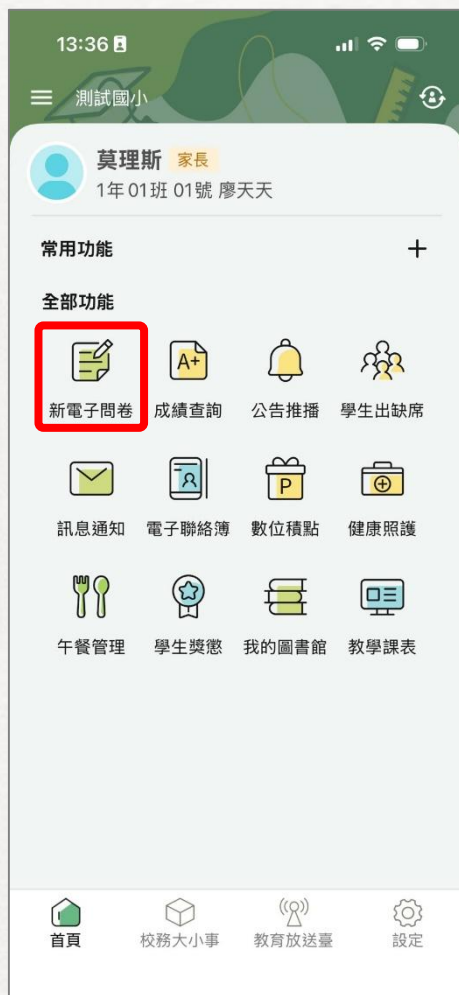 13:36
測試國小
莫理斯 家長
1年01班 01號 廖天天
常用功能
全部功能
A+
新電子問卷 成績查詢 公告推播 學生出缺席
P
訊息通知 電子聯絡簿 數位積點 健康照護
午餐管理 學生獎懲 我的圖書館 教學課表
首頁 校務大小事 教育放送臺 設定